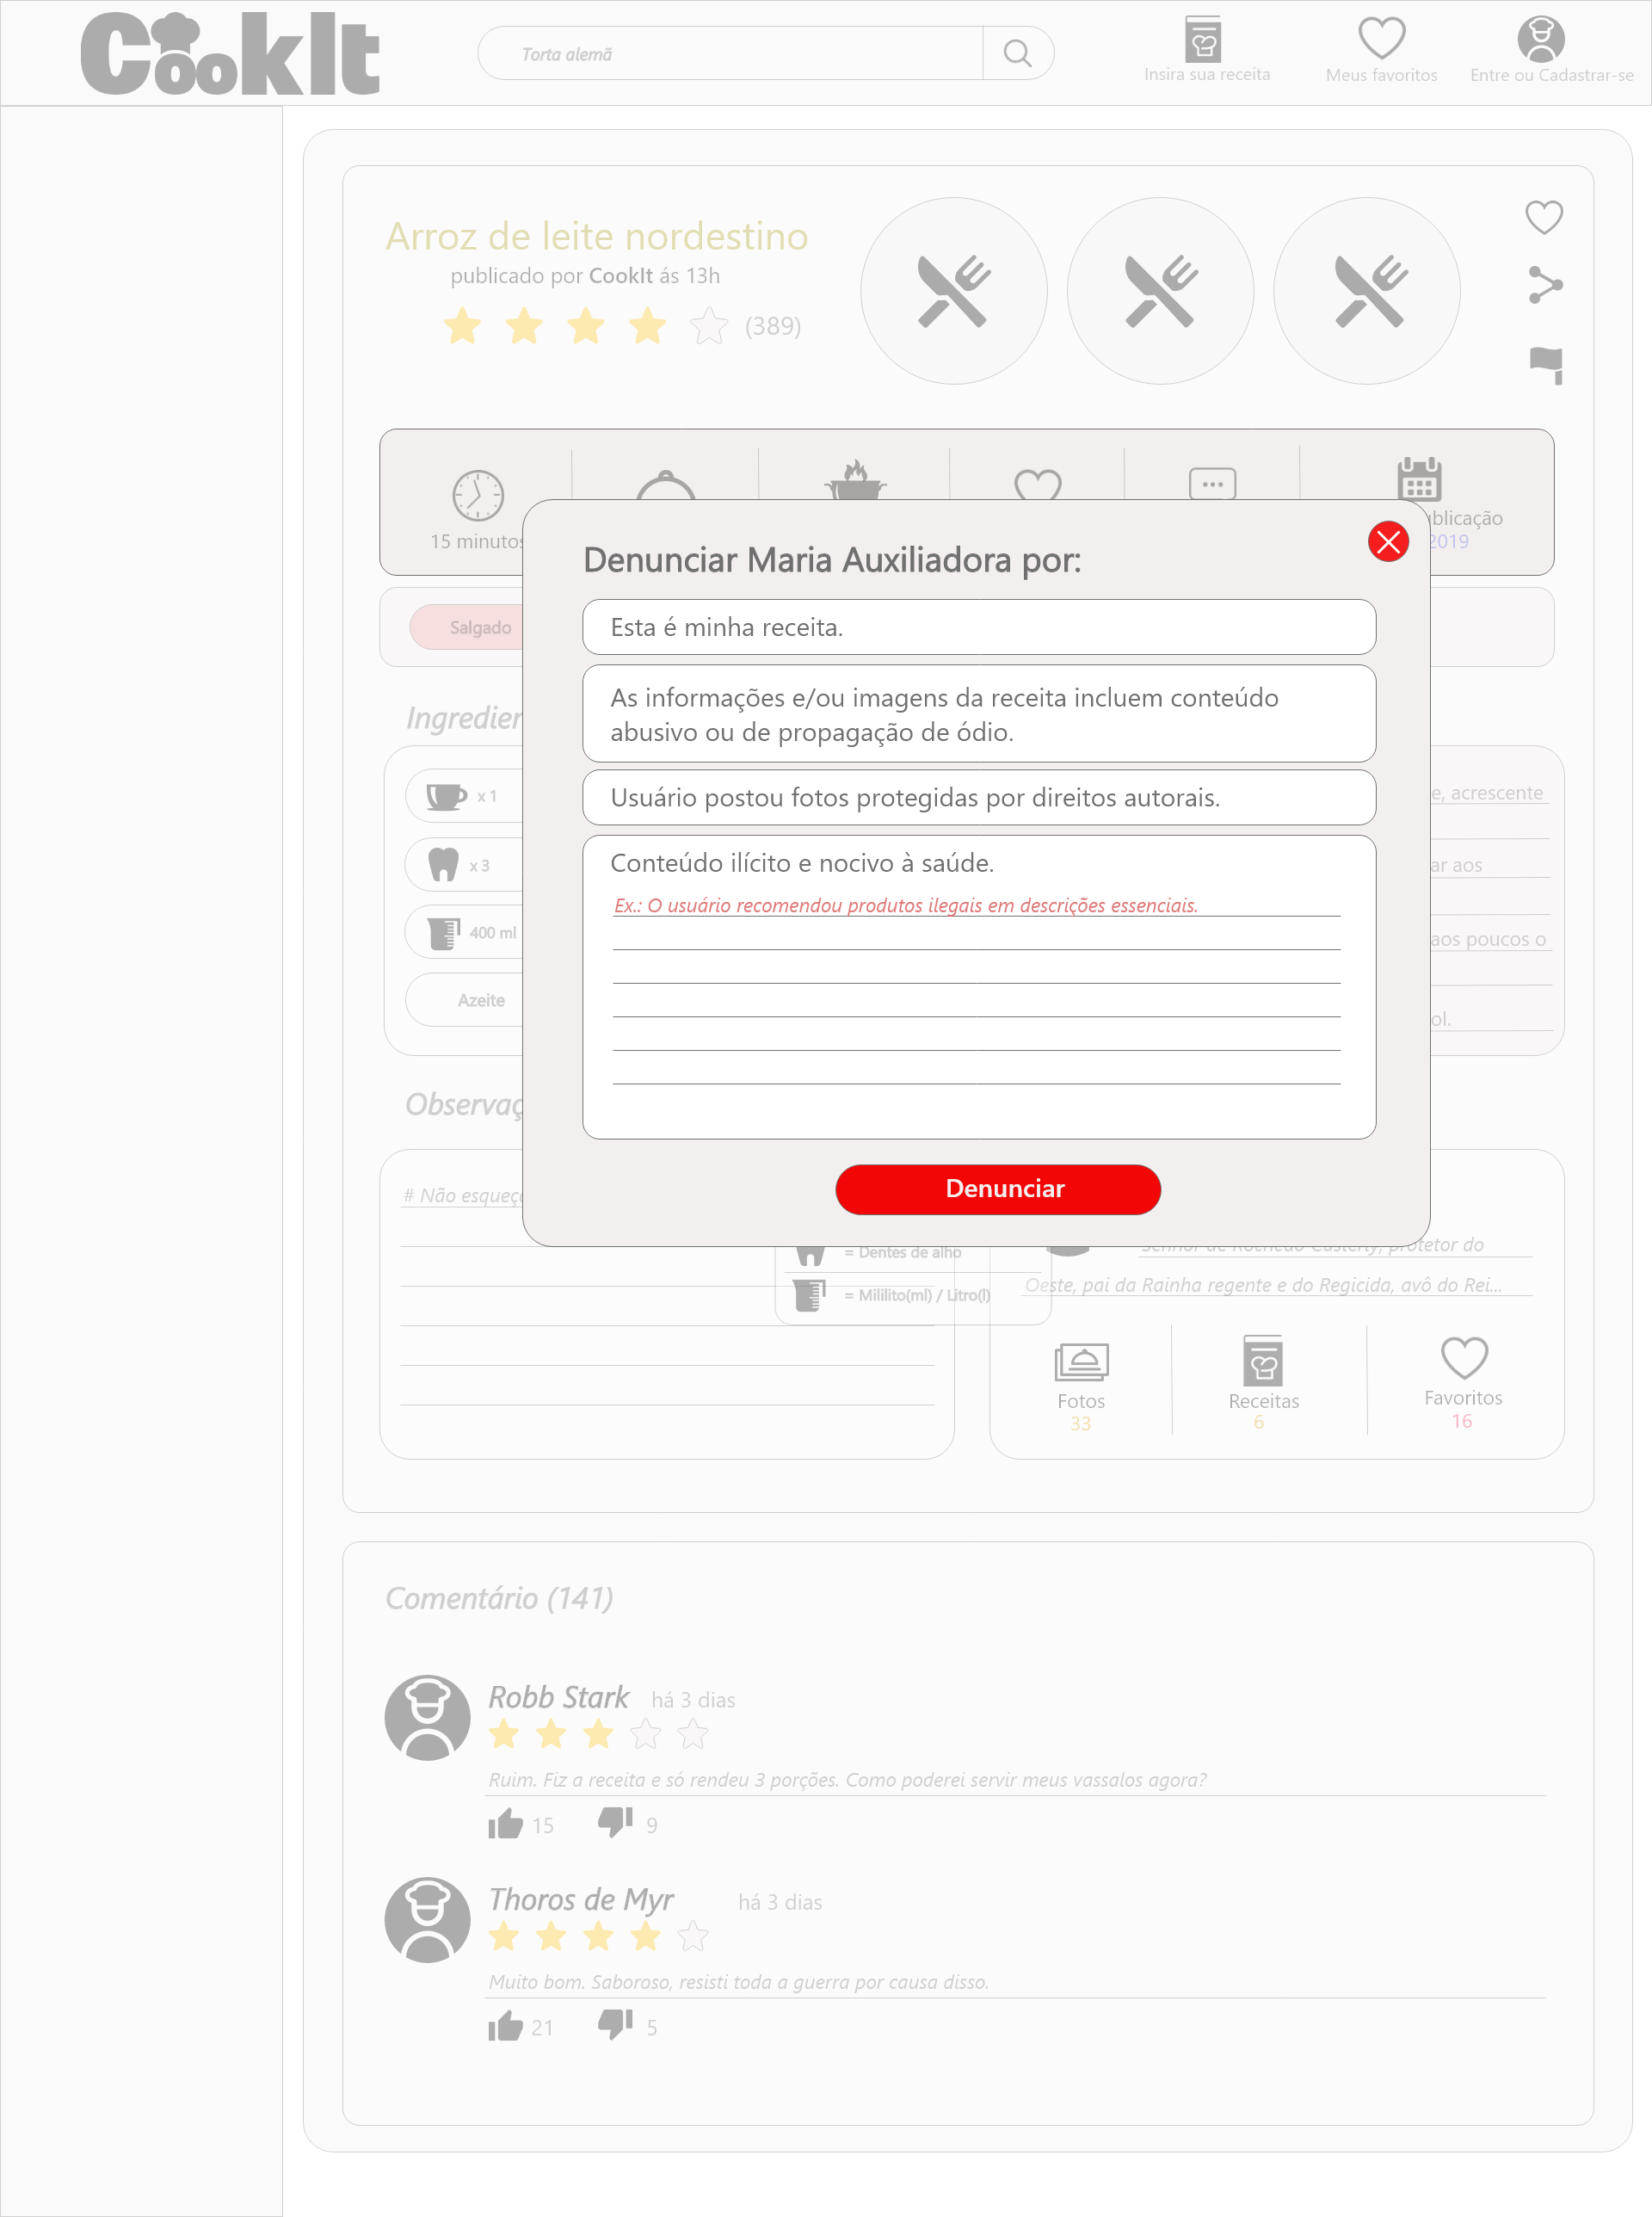 CookIt
Torta alemã
Insira sua receita
Meus favoritos
Entre ou Cadastrar-se
Arroz de leite nordestino
publicado por CookIt ás 13h
(389)
15 minutos
2019
Denunciar Maria Auxiliadora por:
Esta é minha receita.
As informações e/ou imagens da receita incluem conteúdo
abusivo ou de propagação de ódio.
Usuário postou fotos protegidas por direitos autorais.
Conteúdo ilícito e nocivo à saúde.
Ex.: O usuário recomendou produtos ilegais em descrições essenciais.
Denunciar
Salgado
x 1
x 3
400 ml
Azeite
, acrescente
aos
aos poucos o
# Não
= Dentes de alho
= Mililito(ml) / Litro(l)
Senhor de Rochedo Casterly, protetor do
Oeste, pai da Rainha regente e do Regicida, avô do Rei...
Fotos
33
Receitas
6
Favoritos
16
Comentário (141)
Robb Stark há 3 dias
Ruim. Fiz a receita e só rendeu 3 porções. Como poderei servir meus vassalos agora?
15 9
Thoros de Myr há 3 dias
Muito bom. Saboroso, resisti toda a guerra por causa disso.
21 5